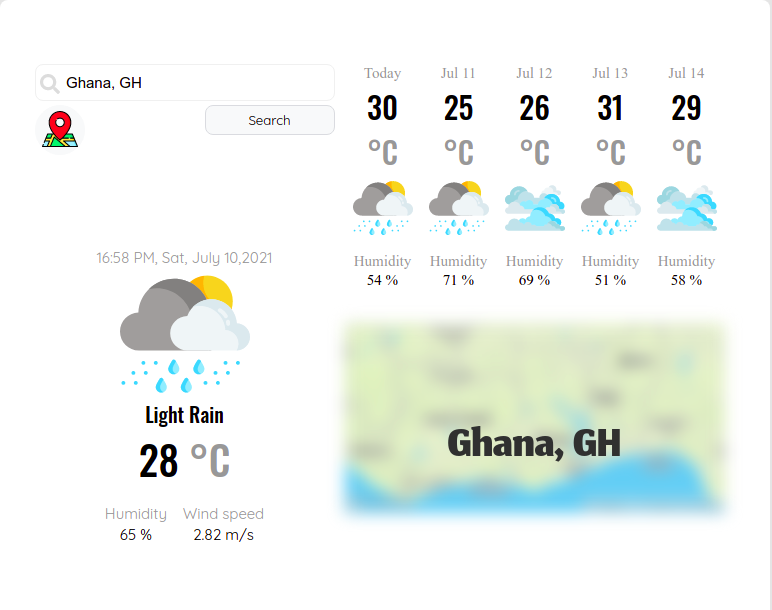 Ghana, GH
Search
16:58 PM, Sat, July 10,2021
Light Rain
28 °C
Humidity Wind speed
65 % 2.82 m/s
Today Jul 11 Jul 12 Jul 13 Jul 14
30 25 26 31 29
°C °C °C °C °C
Humidity Humidity Humidity Humidity Humidity
54 % 71 % 69 % 51 % 58 %
Ghana, GH